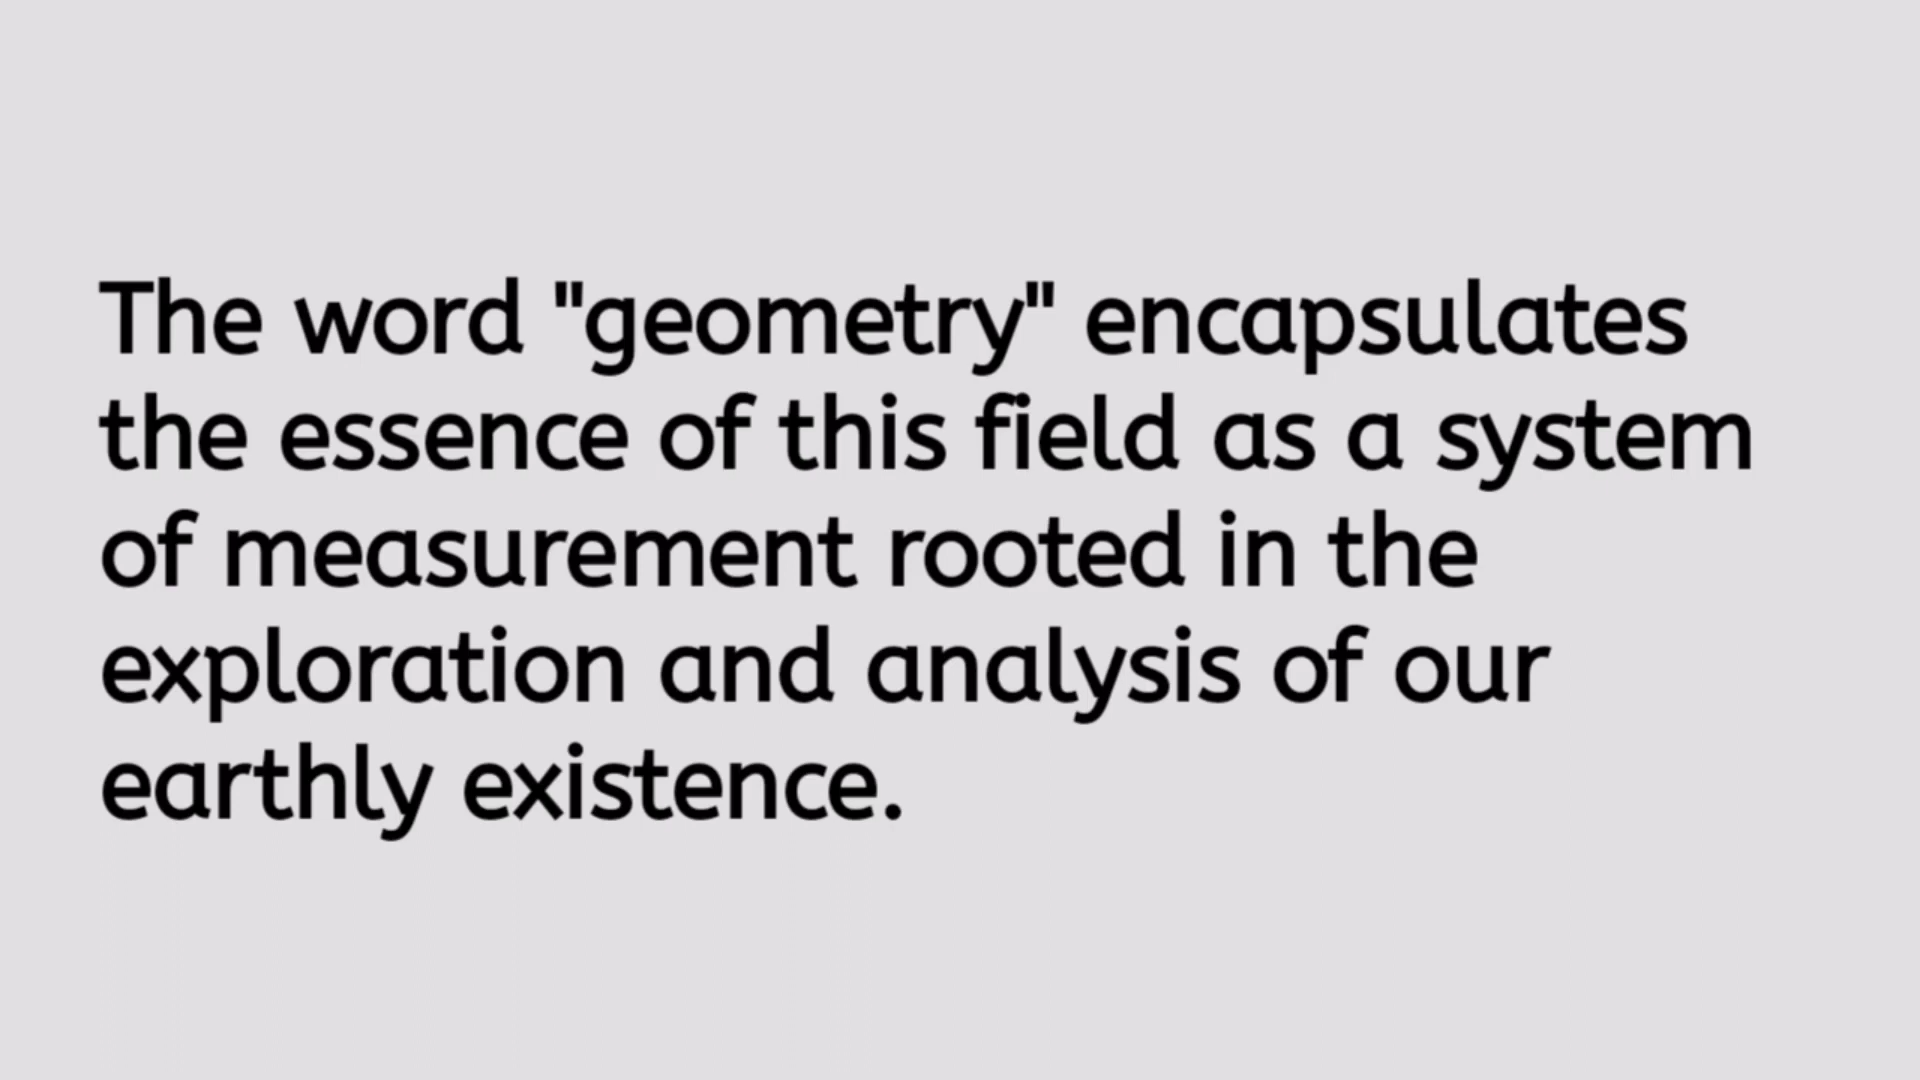 The word "geometry" encapsulates
the essence of this field as a system
of measurement rooted in the
exploration and analysis of our
earthly existence.